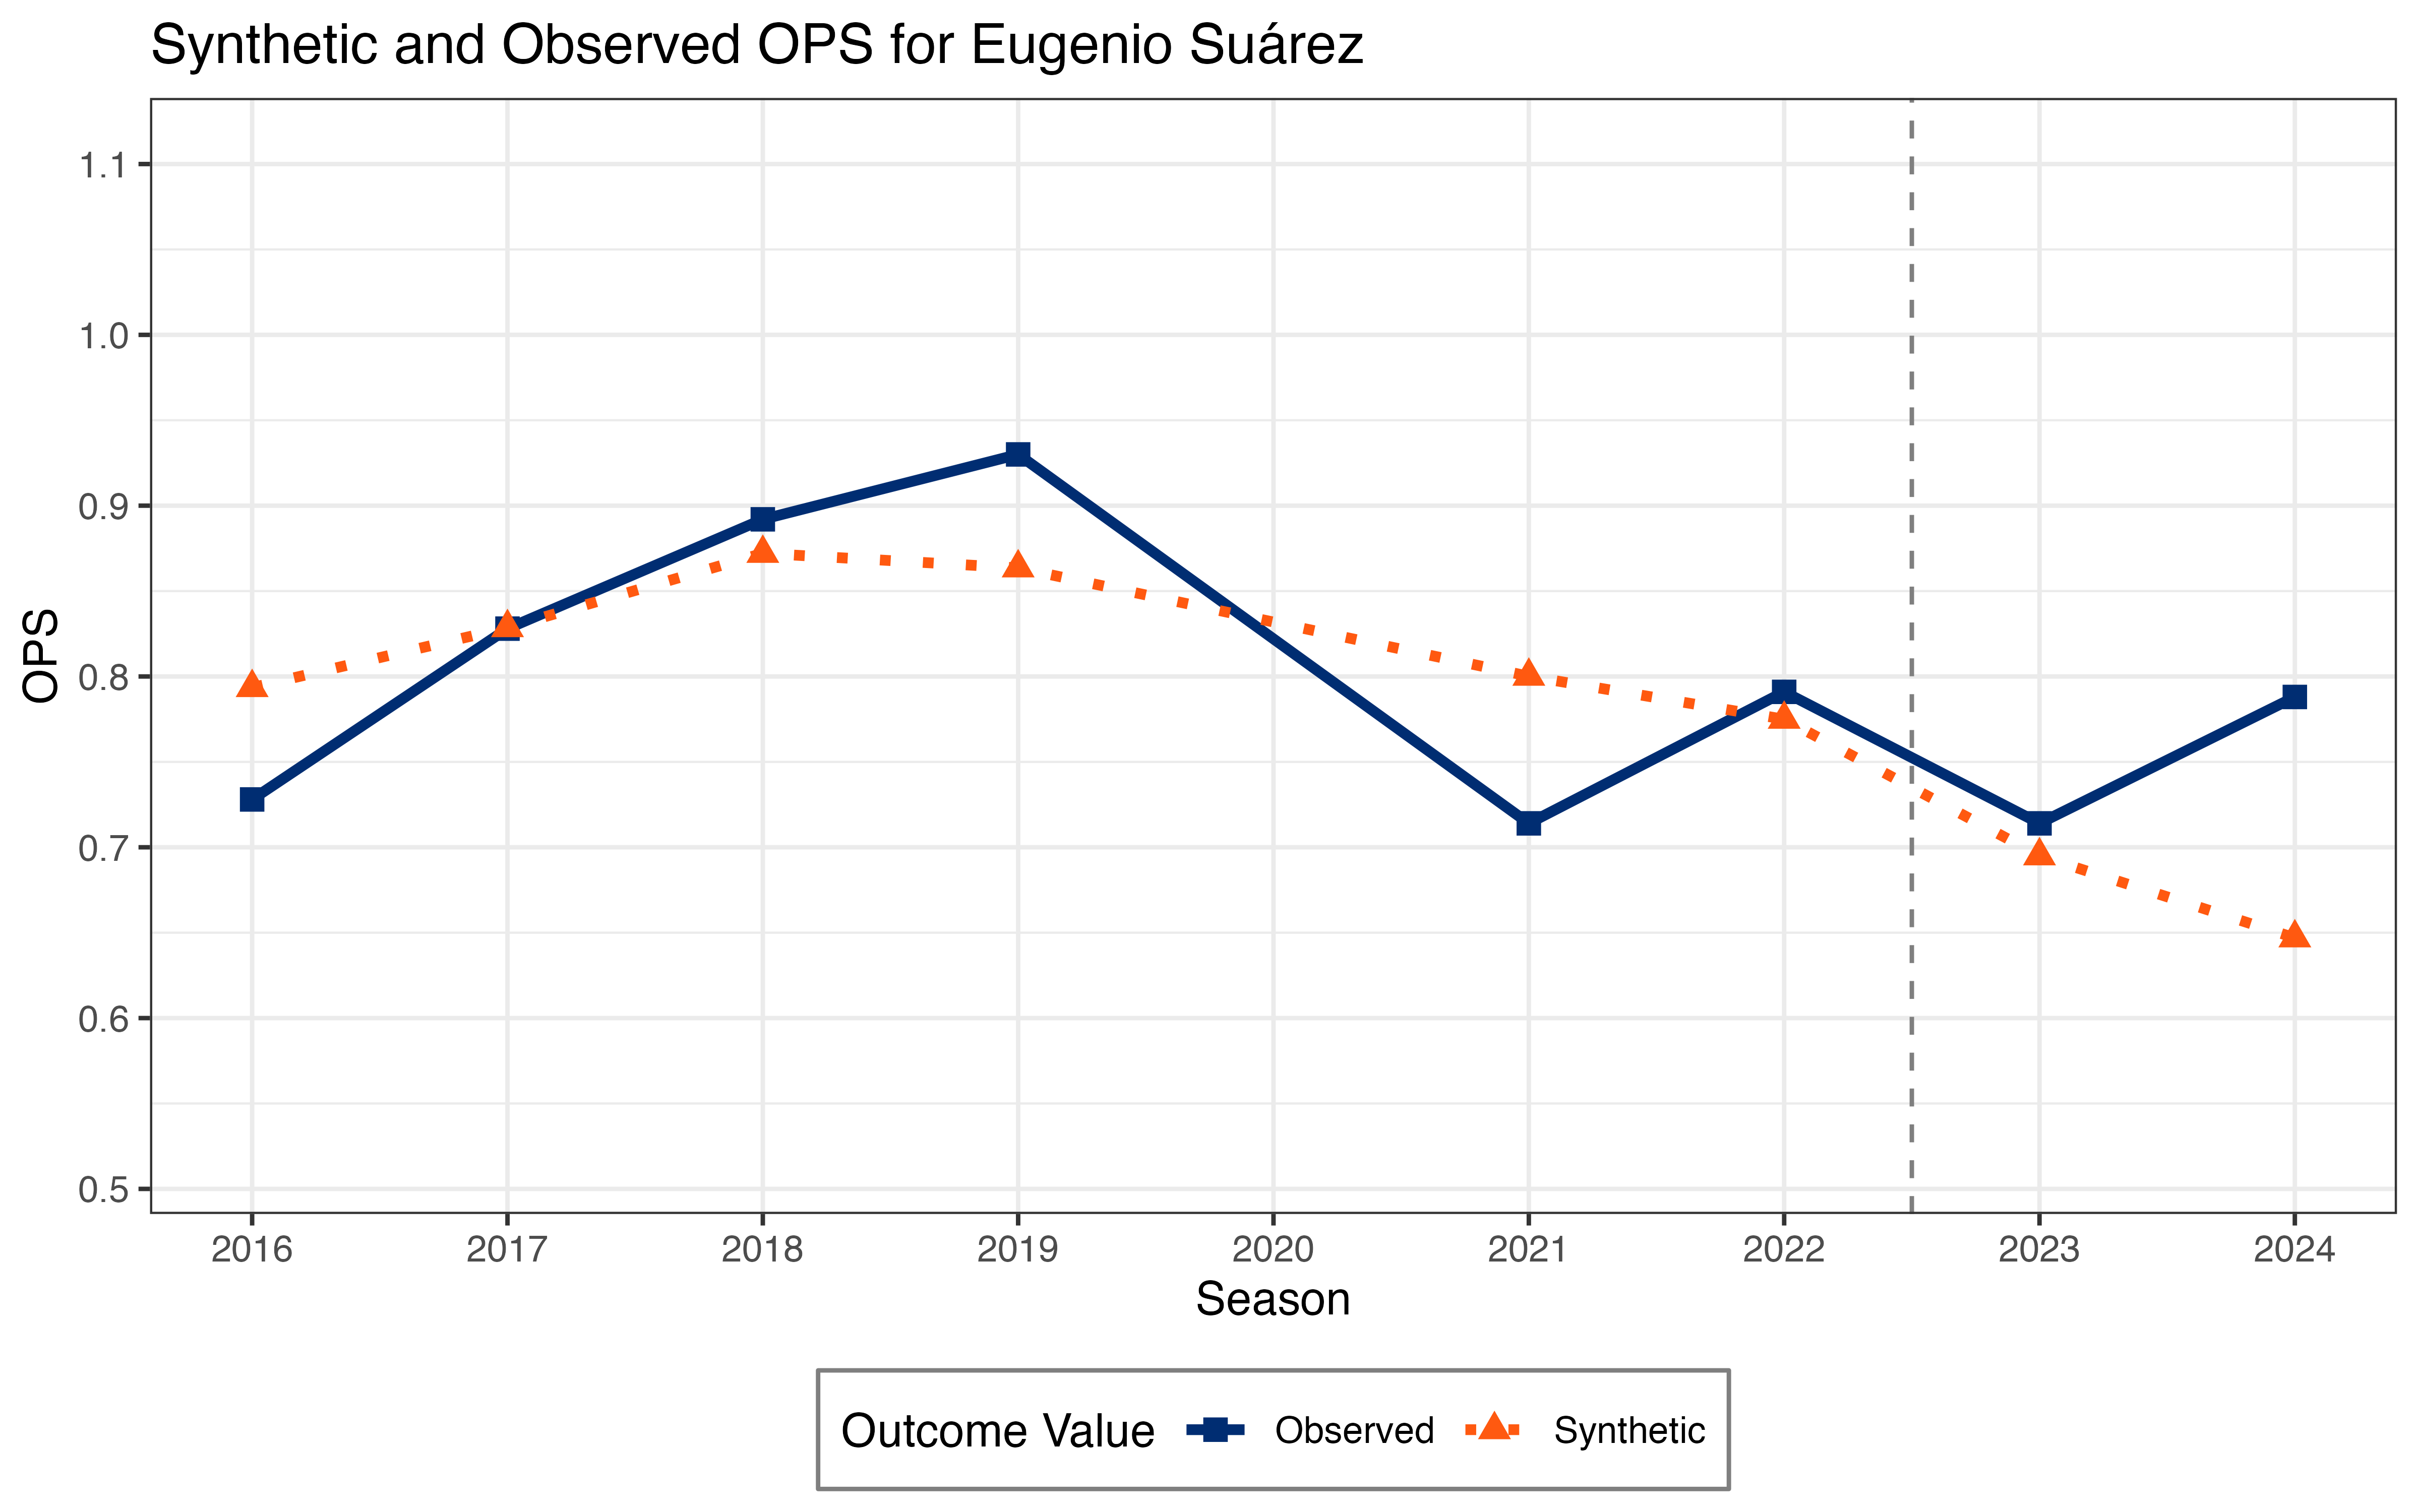 Synthetic and Observed OPS for Eugenio Suárez
OPS
1.1
1.0
0.9
0.8
0.7
0.6
0.5
2016 2017 2018 2019 2020 2021 2022 2023 2024
Season
Outcome Value Observed Synthetic